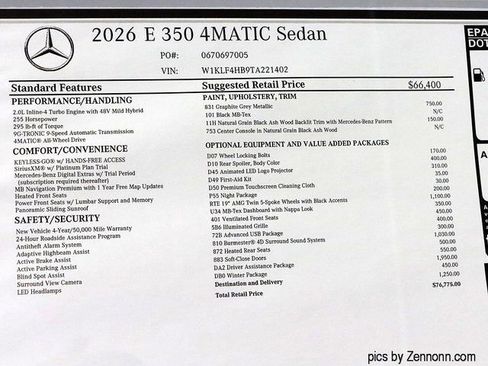 2026 E 350 4MATIC Sedan
PO#: 0670697005
VIN: W1KLF4HB9TA221402
Standard Features
PERFORMANCE/HANDLING
2.0L Inline-4 Turbo Engine with 48V Mild Hybrid
255 Horsepower
295 lb-ft of Torque
9G-TRONIC 9-Speed Automatic Transmission
4MATIC® All-Wheel Drive
COMFORT/CONVENIENCE
KEYLESS-GO® w/ HANDS-FREE ACCESS
SiriusXM® w/ Platinum Plan Trial
Mercedes-Benz Digital Extras w/ Trial Period
(subscription required thereafter)
MB Navigation Premium with 1 Year Free Map Updates
Heated Front Seats
Power Front Seats w/ Lumbar Support and Memory
Panoramic Sliding Sunroof
SAFETY/SECURITY
New Vehicle 4-Year/50,000 Mile Warranty
24-Hour Roadside Assistance Program
Antitheft Alarm System
Adaptive Highbeam Assist
Active Brake Assist
Active Parking Assist
Blind Spot Assist
Surround View Camera
LED Headlamps
Suggested Retail Price $66,400
PAINT, UPHOLSTERY, TRIM
831 Graphite Grey Metallic 750.00
101 Black MB-Tex N/C
11H Natural Grain Black Ash Wood Backlit Trim with Mercedes-Benz Pattern 150.00
753 Center Console in Natural Grain Black Ash Wood N/C
OPTIONAL EQUIPMENT AND VALUE ADDED PACKAGES
D07 Wheel Locking Bolts 170.00
D10 Rear Spoiler, Body Color 400.00
D45 Animated LED Logo Projectors 310.00
D49 First-Aid Kit 35.00
D50 Premium Touchscreen Cleaning Cloth 30.00
P55 Night Package 200.00
RTE 19" AMG Twin 5-Spoke Wheels with Black Accents 1,100.00
U34 MB-Tex Dashboard with Nappa Look 350.00
401 Ventilated Front Seats 450.00
5B6 Illuminated Grille 400.00
72B Advanced USB Package 300.00
810 Burmester® 4D Surround Sound System 1,030.00
872 Heated Rear Seats 500.00
883 Soft-Close Doors 550.00
DA2 Driver Assistance Package 1,950.00
DB0 Winter Package 450.00
Destination and Delivery 1,250.00
Total Retail Price $76,775.00
EPA
DOT
pics by Zennonn.com